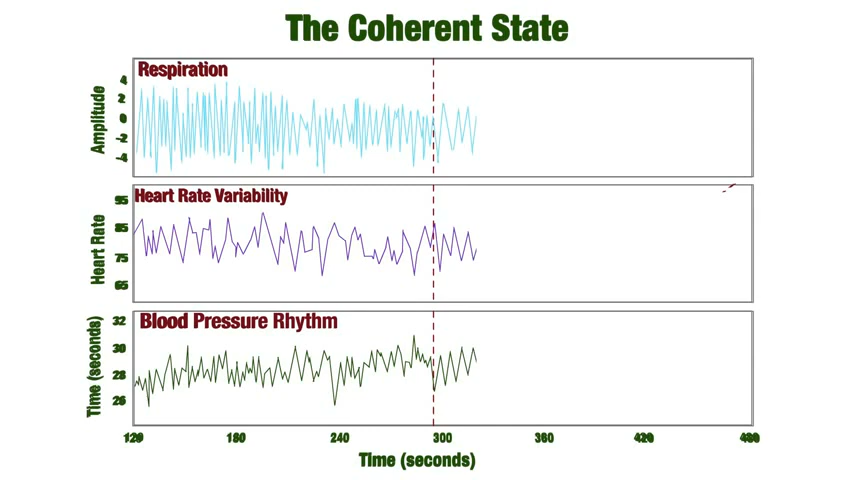 The Coherent State
Respiration
Amplitude
4
2
0
-2
-4
Heart Rate Variability
Heart Rate
95
85
75
65
Blood Pressure Rhythm
Time (seconds)
32
30
28
26
120 180 240 300 360 420 480
Time (seconds)